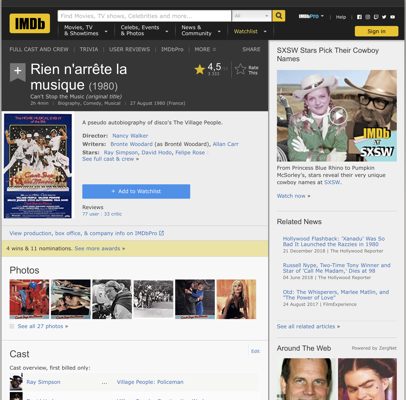 IMDb
Find Movies, TV shows, Celebrities and more...
All
IMDbPro
Help
Movies, TV
& Showtimes
Celebs, Events
& Photos
News &
Community
Watchlist
Sign in
FULL CAST AND CREW | TRIVIA | USER REVIEWS | IMDbPro | MORE
SHARE
Rien n'arrête la
musique (1980)
Can't Stop the Music (original title)
2h 4min | Biography, Comedy, Musical | 27 August 1980 (France)
4,5
Rate
This
A pseudo autobiography of disco's The Village People.
Director: Nancy Walker
Writers: Bronte Woodard (as Bronté Woodard), Allan Carr
Stars: Ray Simpson, David Hodo, Felipe Rose
See full cast & crew »
+ Add to Watchlist
Reviews
77 user | 33 critic
View production, box office, & company info on IMDbPro
4 wins & 11 nominations. See more awards »
Photos
See all 27 photos »
Cast
Edit
Cast overview, first billed only:
Ray Simpson ... Village People: Policeman
SXSW Stars Pick Their Cowboy
Names
IMDb
AT
SXSW
From Princess Blue Rhino to Pumpkin
McSorley's, stars reveal their very unique
cowboy names at SXSW.
Watch now »
Related News
Hollywood Flashback: 'Xanadu' Was So
Bad It Launched the Razzies in 1980
21 December 2018 | The Hollywood Reporter
Russell Nype, Two-Time Tony Winner and
Star of 'Call Me Madam,' Dies at 98
04 June 2018 | The Hollywood Reporter
Old: The Whisperers, Marlee Matlin, and
"The Power of Love"
24 August 2017 | FilmExperience
See all related articles »
Around The Web
Powered by ZergNet